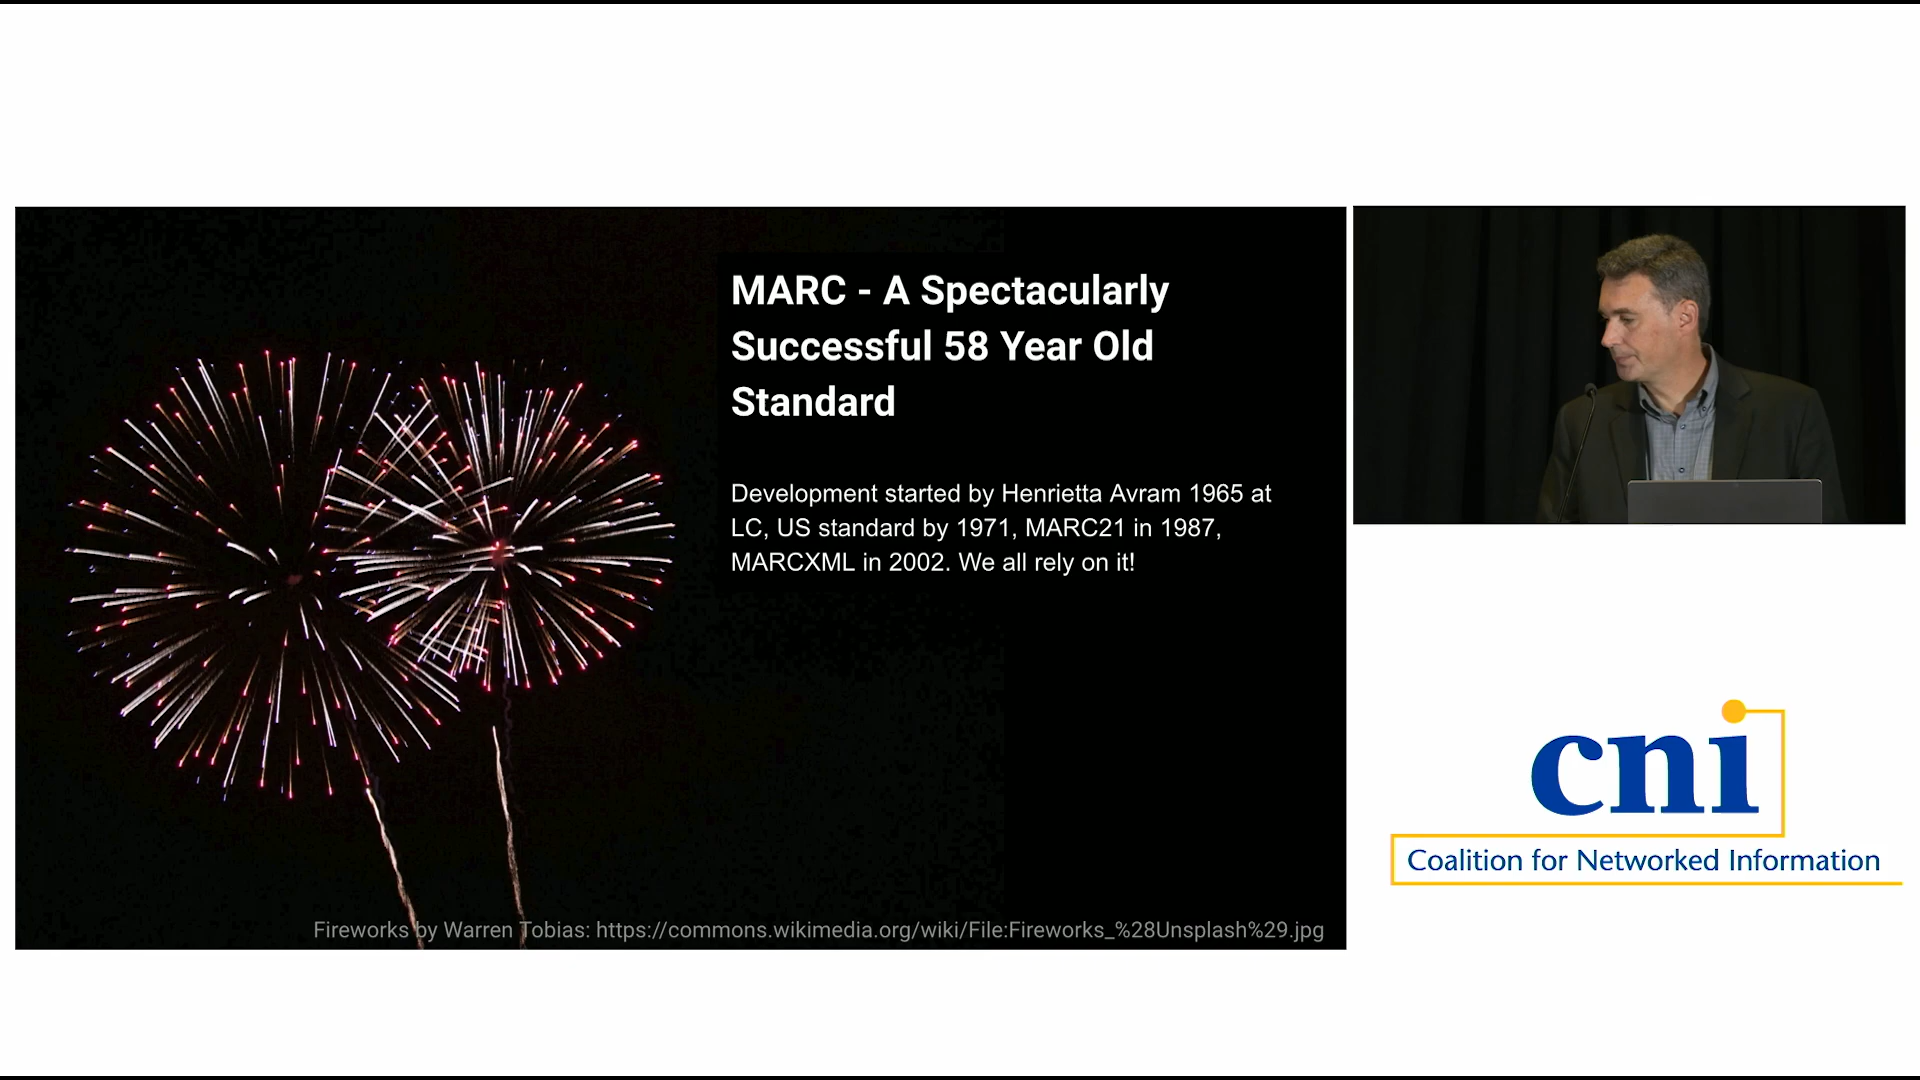 MARC - A Spectacularly
Successful 58 Year Old
Standard
Development started by Henrietta Avram 1965 at
LC, US standard by 1971, MARC21 in 1987,
MARCXML in 2002. We all rely on it!
Fireworks by Warren Tobias: https://commons.wikimedia.org/wiki/File:Fireworks_%28Unsplash%29.jpg
cni
Coalition for Networked Information